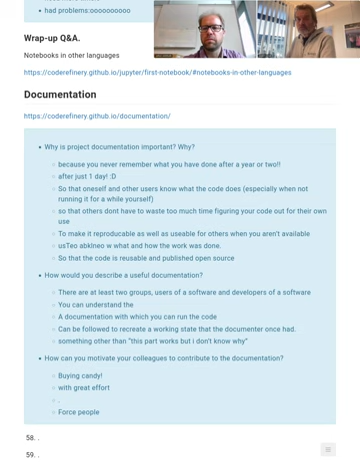 had problems:oooooooooo
Wrap-up Q&A.
Notebooks in other languages
https://coderefinery.github.io/jupyter/first-notebook/#notebooks-in-other-languages
Documentation
https://coderefinery.github.io/documentation/
Why is project documentation important? Why?
because you never remember what you have done after a year or two!!
after just 1 day! :D
So that oneself and other users know what the code does (especially when not
running it for a while yourself)
so that others dont have to waste too much time figuring your code out for their own
use
To make it reproducable as well as useable for others when you aren't available
usTeo abklneo w what and how the work was done.
So that the code is reusable and published open source
How would you describe a useful documentation?
There are at least two groups, users of a software and developers of a software
You can understand the
A documentation with which you can run the code
Can be followed to recreate a working state that the documenter once had.
something other than “this part works but i don't know why”
How can you motivate your colleagues to contribute to the documentation?
Buying candy!
with great effort
.
Force people
58. .
59. .